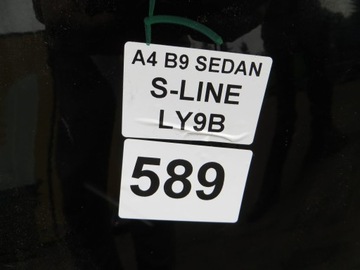 A4 B9 SEDAN
S-LINE
LY9B
589